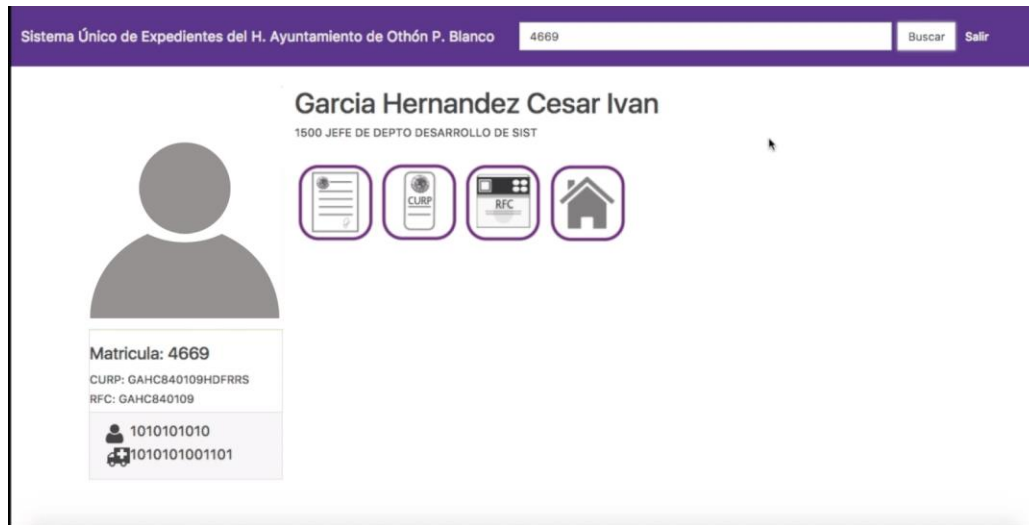 Sistema Único de Expedientes del H. Ayuntamiento de Othón P. Blanco
4669
Buscar
Salir
Garcia Hernandez Cesar Ivan
1500 JEFE DE DEPTO DESARROLLO DE SIST
CURP
RFC
Matricula: 4669
CURP: GAHC840109HDFRRS
RFC: GAHC840109
1010101010
1010101001101